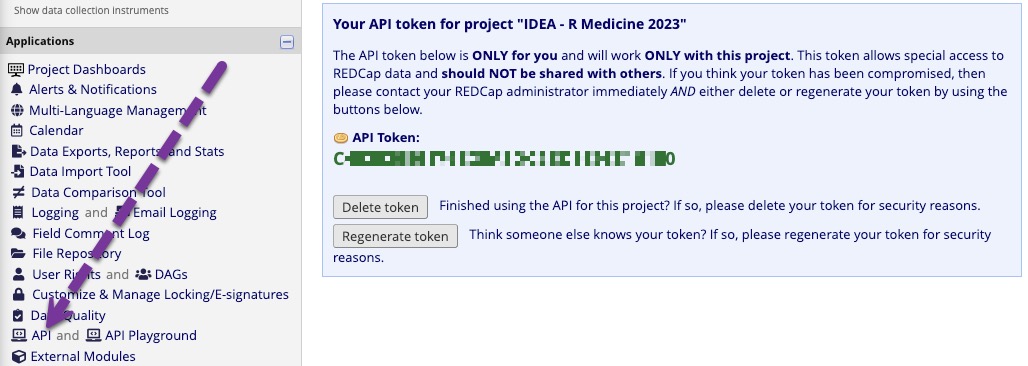 Show data collection instruments
Applications
Project Dashboards
Alerts & Notifications
Multi-Language Management
Calendar
Data Exports, Reports, and Stats
Data Import Tool
Data Comparison Tool
Logging and Email Logging
Field Comment Log
File Repository
User Rights and DAGs
Customize & Manage Locking/E-signatures
Data Quality
API and API Playground
External Modules
Your API token for project "IDEA - R Medicine 2023"
The API token below is ONLY for you and will work ONLY with this project. This token allows special access to
REDCap data and should NOT be shared with others. If you think your token has been compromised, then
please contact your REDCap administrator immediately AND either delete or regenerate your token by using the
buttons below.
API Token:
Delete token Finished using the API for this project? If so, please delete your token for security reasons.
Regenerate token Think someone else knows your token? If so, please regenerate your token for security
reasons.